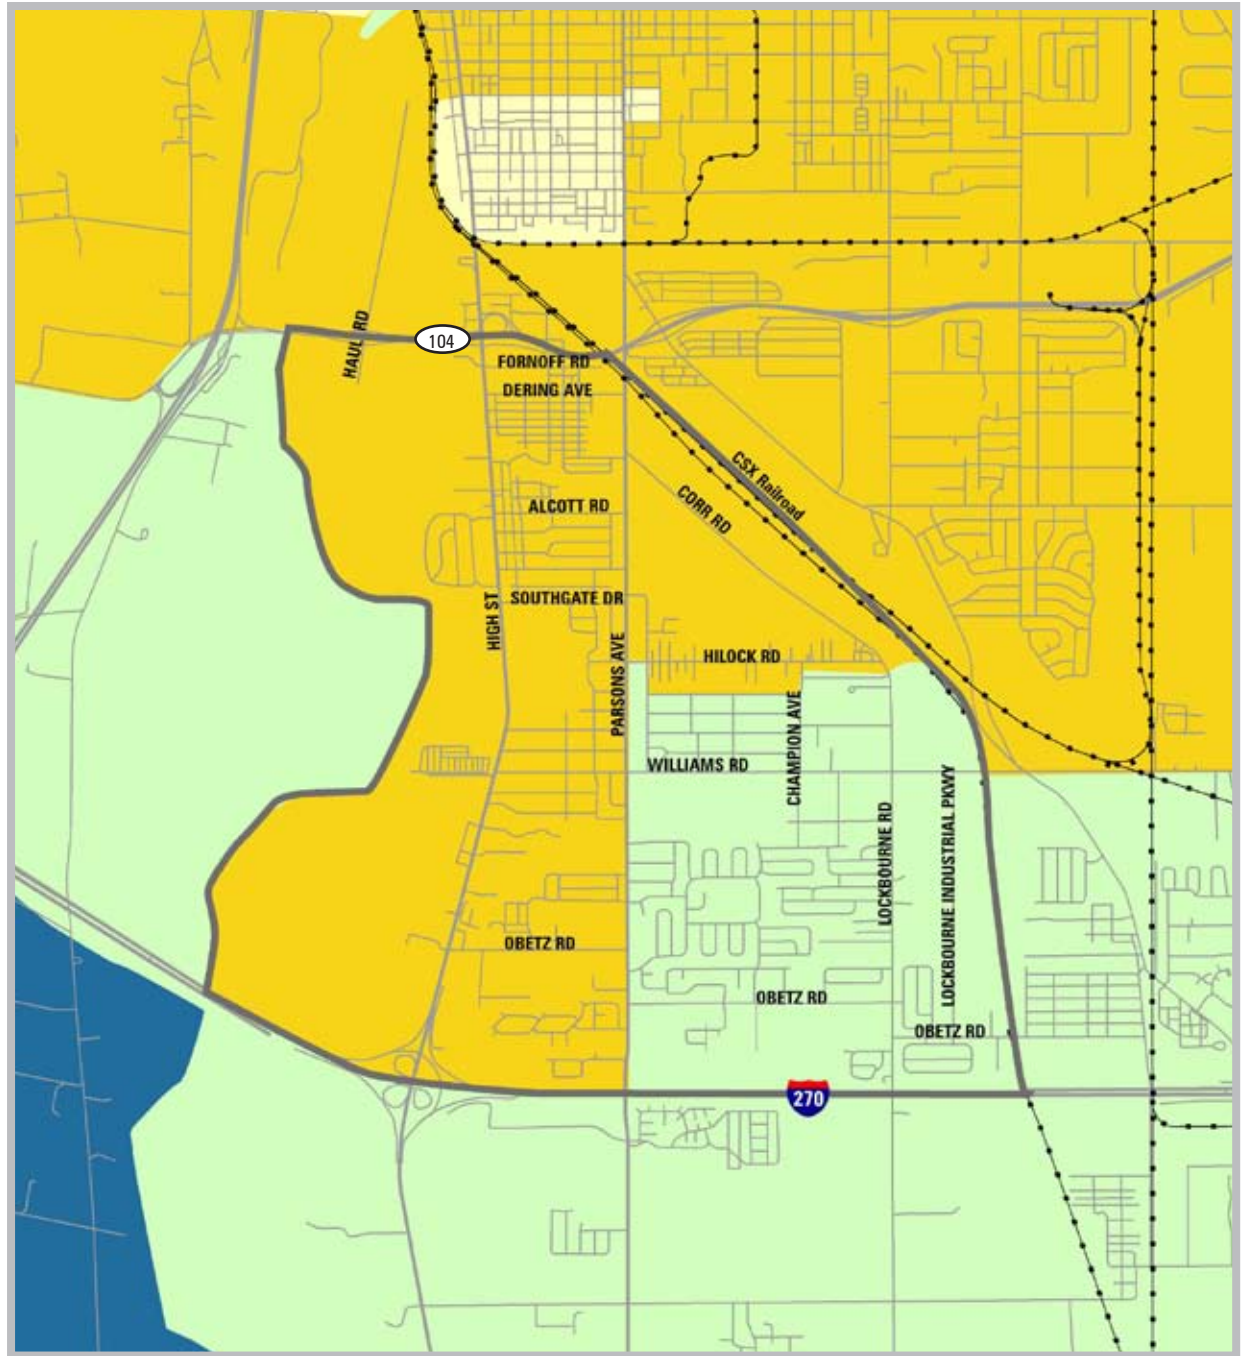 HAUL RD
104
FORNOFF RD
DERING AVE
CSX Railroad
CORR RD
ALCOTT RD
HIGH ST
SOUTHGATE DR
PARSONS AVE
HILOCK RD
CHAMPION AVE
WILLIAMS RD
LOCKBOURNE RD
LOCKBOURNE INDUSTRIAL PKWY
OBETZ RD
OBETZ RD
OBETZ RD
270